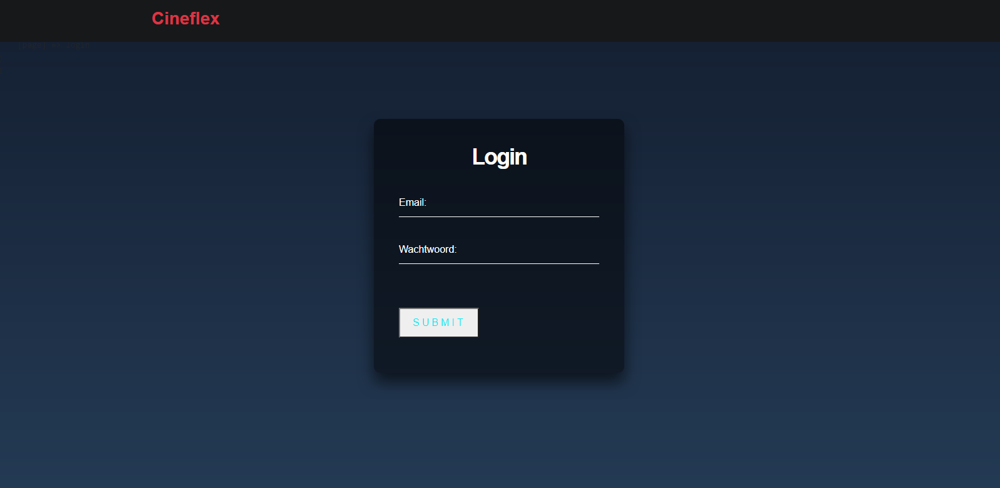 Cineflex
Login
Email:
Wachtwoord:
SUBMIT